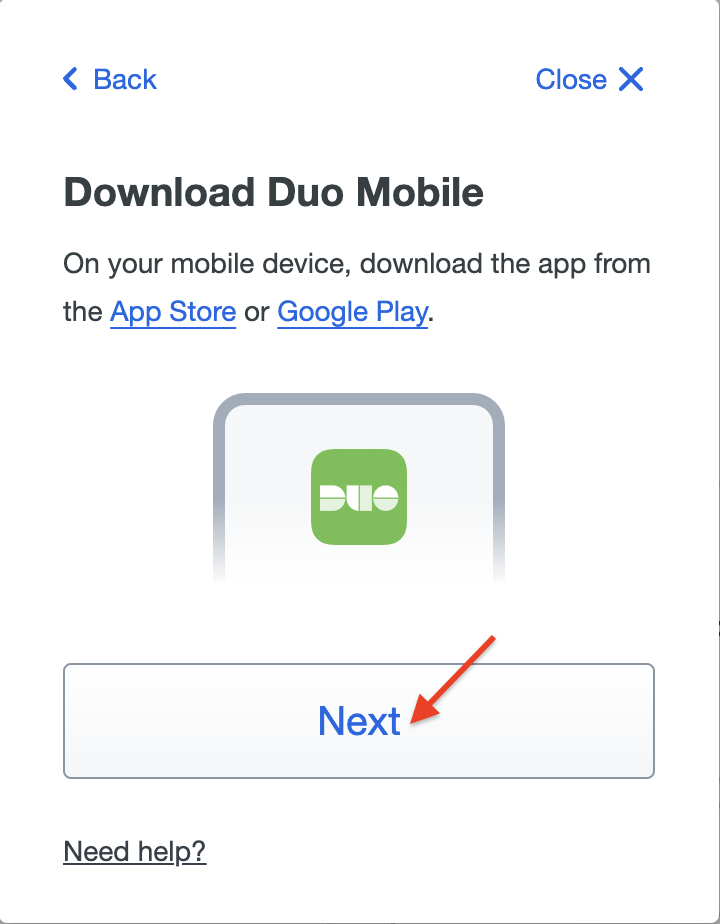 Back
Close
Download Duo Mobile
On your mobile device, download the app from
the App Store or Google Play.
DUO
Next
Need help?